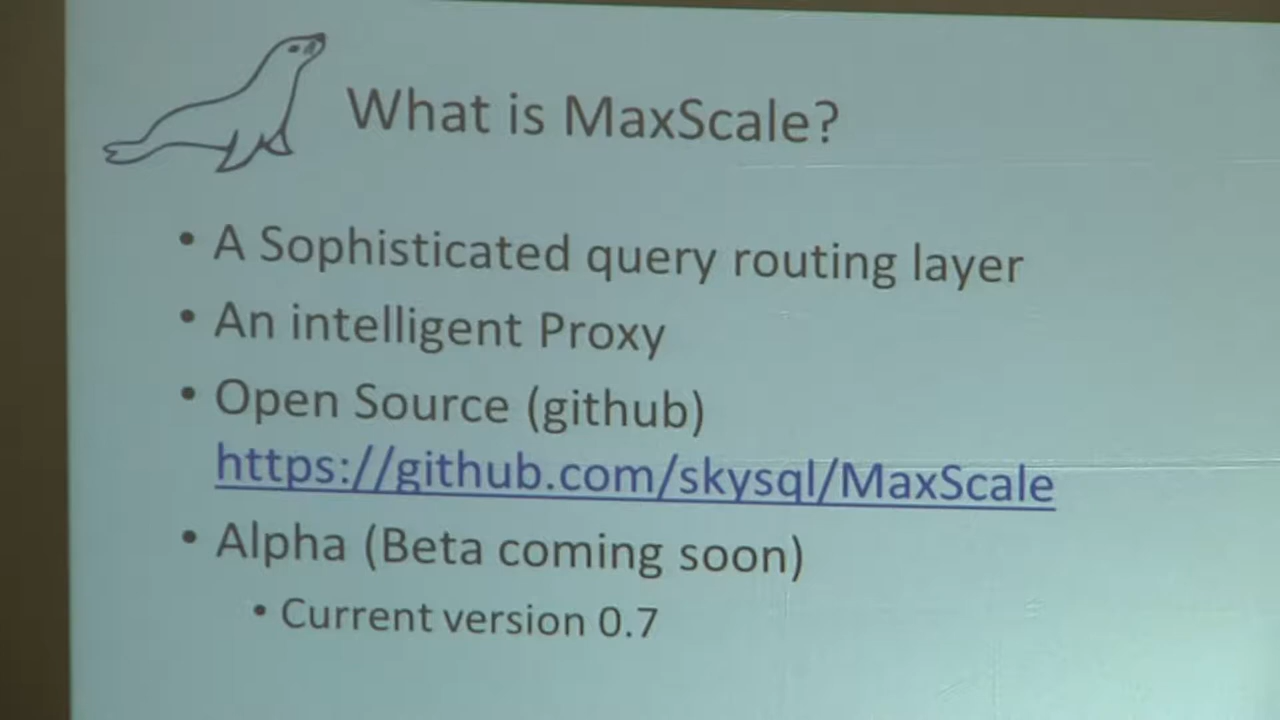 What is MaxScale?
• A Sophisticated query routing layer
• An intelligent Proxy
• Open Source (github)
https://github.com/skysql/MaxScale
• Alpha (Beta coming soon)
• Current version 0.7